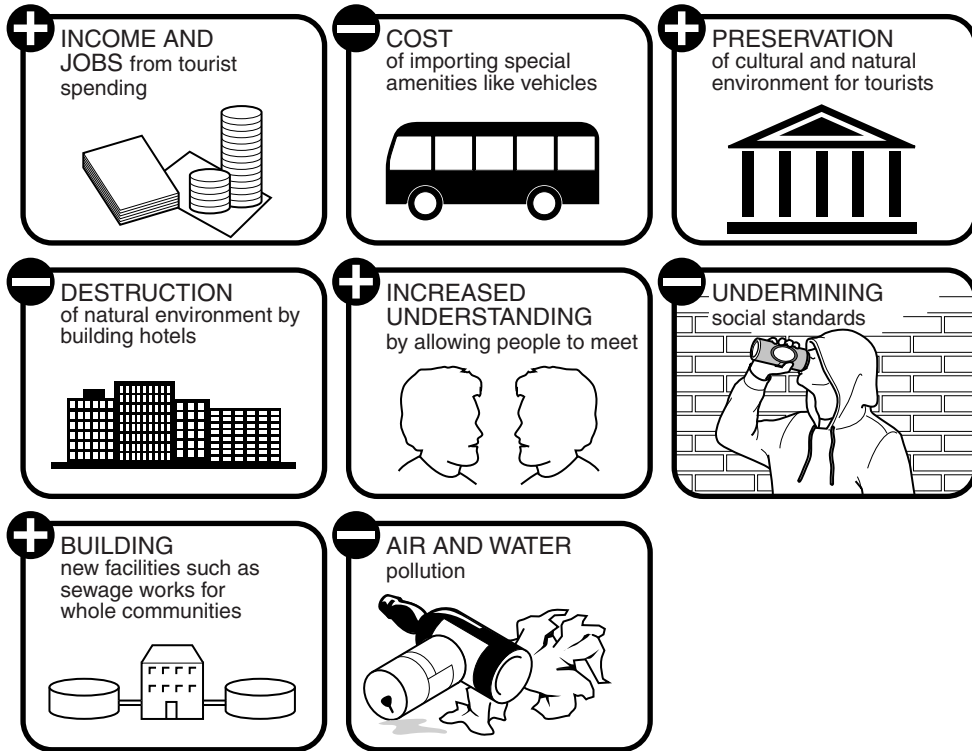 INCOME AND
JOBS from tourist
spending
COST
of importing special
amenities like vehicles
PRESERVATION
of cultural and natural
environment for tourists
DESTRUCTION
of natural environment by
building hotels
INCREASED
UNDERSTANDING
by allowing people to meet
UNDERMINING
social standards
BUILDING
new facilities such as
sewage works for
whole communities
AIR AND WATER
pollution